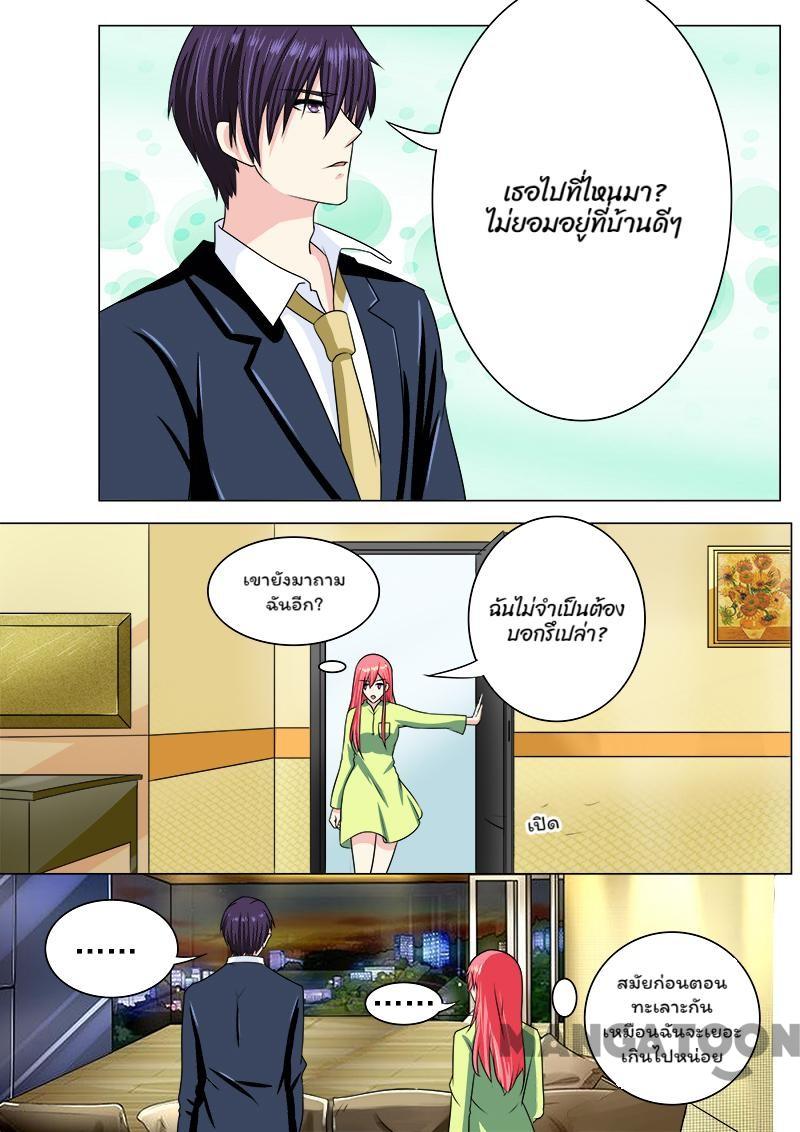 เธอไปที่ไหนมา?
ไม่ยอมอยู่ที่บ้านดีๆ
เขายังมาถาม
ฉันอีก?
ฉันไม่จำเป็นต้อง
บอกรึเปล่า?
เปิด
......
......
สมัยก่อนตอน
ทะเลาะกัน
เหมือนฉันจะเยอะ
เกินไปหน่อย
MANGATOON